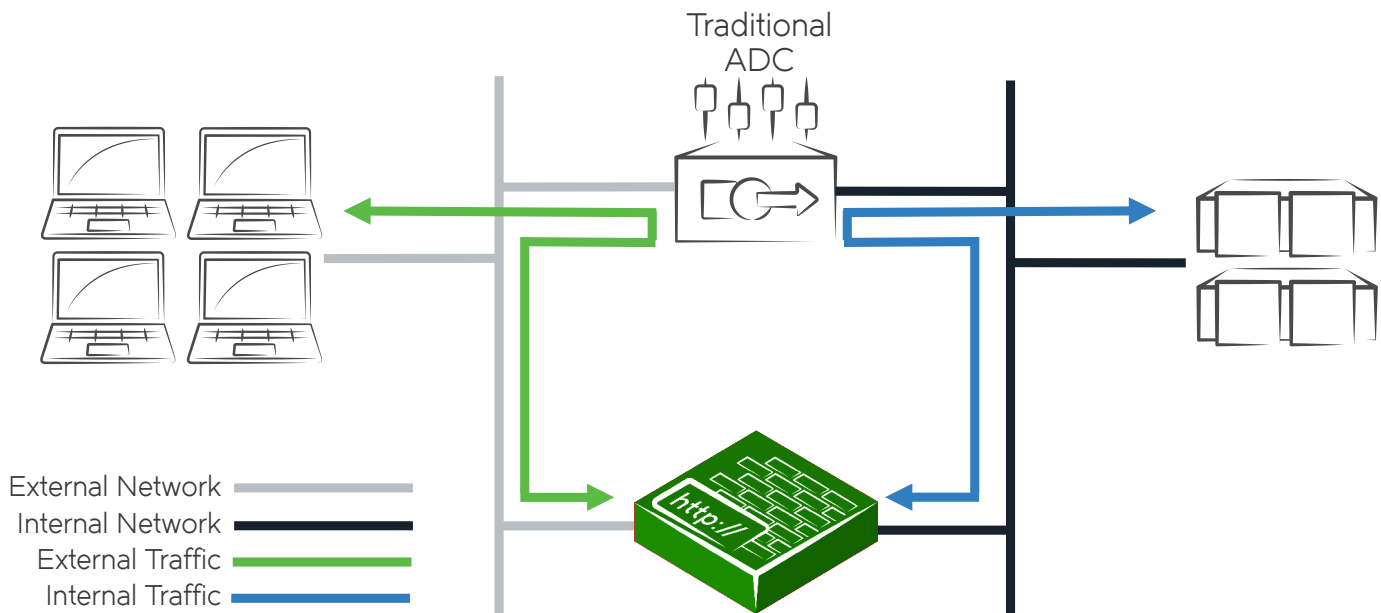 Traditional
ADC
http://
External Network
Internal Network
External Traffic
Internal Traffic